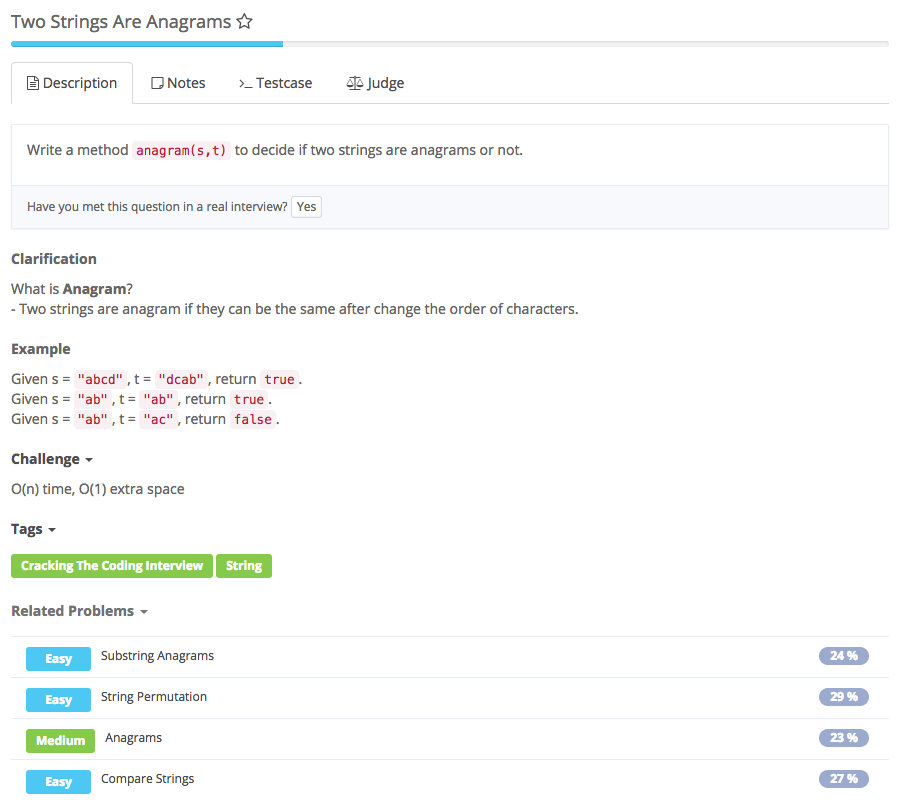 Two Strings Are Anagrams
Description Notes >_ Testcase Judge
Write a method anagram(s,t) to decide if two strings are anagrams or not.
Have you met this question in a real interview? Yes
Clarification
What is Anagram?
- Two strings are anagram if they can be the same after change the order of characters.
Example
Given s = "abcd" , t = "dcab" , return true .
Given s = "ab" , t = "ab" , return true .
Given s = "ab" , t = "ac" , return false .
Challenge
O(n) time, O(1) extra space
Tags
Cracking The Coding Interview String
Related Problems
Easy Substring Anagrams 24 %
Easy String Permutation 29 %
Medium Anagrams 23 %
Easy Compare Strings 27 %